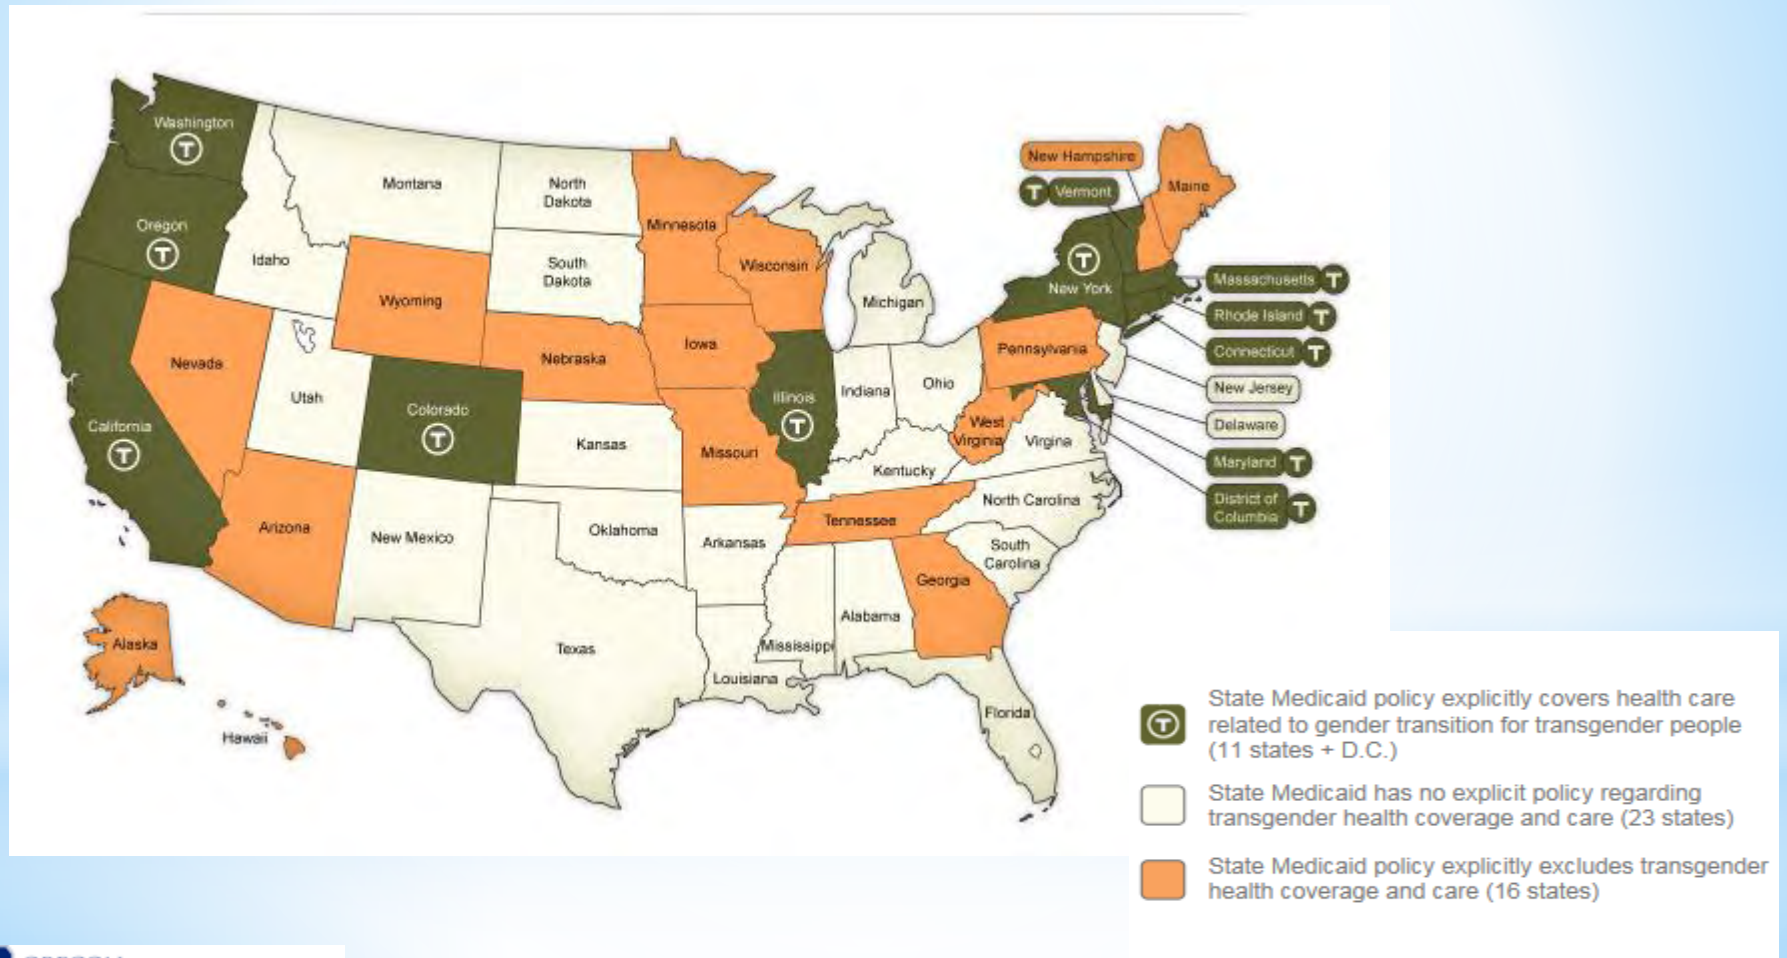 Washington
T
Montana
North
Dakota
Minnesota
New Hampshire
T Vermont
Maine
Oregon
T
Idaho
South
Dakota
Wisconsin
T
New York
Massachusetts T
Wyoming
Michigan
Rhode Island T
Nevada
Nebraska
Iowa
Pennsylvania
Connecticut T
Utah
Colorado
T
Illinois
T
Indiana
Ohio
New Jersey
California
T
Kansas
Missouri
West
Virginia
Virgina
Delaware
Kentucky
Maryland T
North Carolina
District of
Columbia T
Arizona
New Mexico
Oklahoma
Arkansas
Tennessee
South
Carolina
Georgia
Alaska
Texas
Mississippi
Alabama
Louisiana
Hawaii
Florida
T
State Medicaid policy explicitly covers health care
related to gender transition for transgender people
(11 states + D.C.)
State Medicaid has no explicit policy regarding
transgender health coverage and care (23 states)
State Medicaid policy explicitly excludes transgender
health coverage and care (16 states)